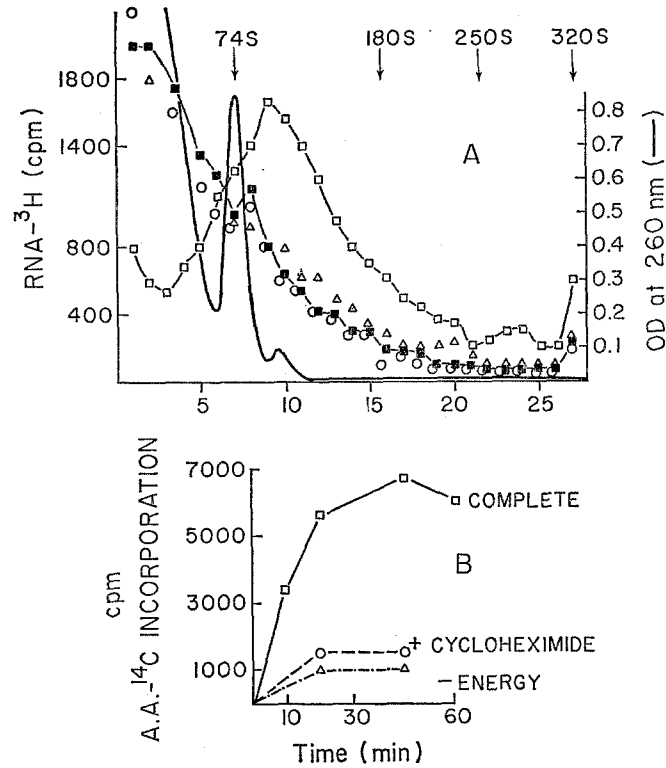 74S 180S 250S 320S
1800
1400
800
400
RNA-³H (cpm)
A
0.8
0.7
0.6
0.5
0.4
0.3
0.2
0.1
OD at 260 nm (—)
5 10 15 20 25
7000
5000
3000
1000
cpm
A.A.-¹⁴C INCORPORATION
COMPLETE
B
+ CYCLOHEXIMIDE
-ENERGY
10 30 60
Time (min)